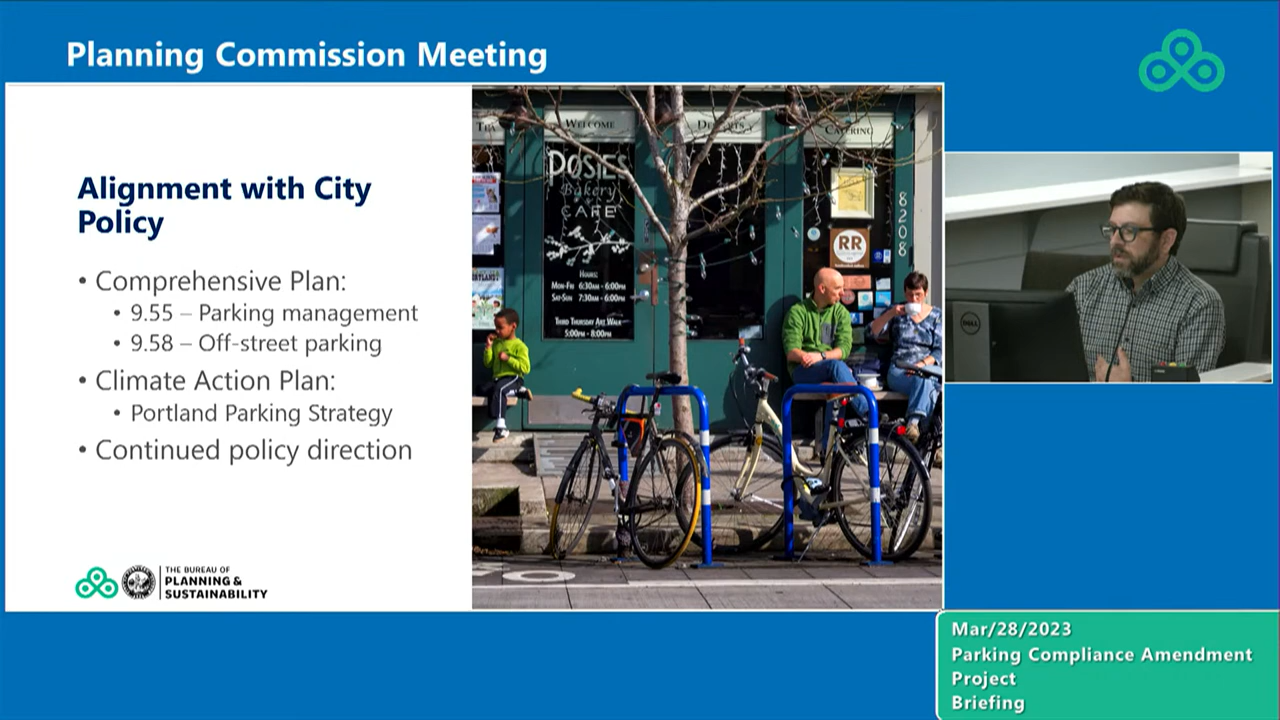 Planning Commission Meeting
Alignment with City
Policy
• Comprehensive Plan:
• 9.55 – Parking management
• 9.58 – Off-street parking
• Climate Action Plan:
• Portland Parking Strategy
• Continued policy direction
THE BUREAU OF
PLANNING &
SUSTAINABILITY
TEA
WELCOME
DESSERTS
CATERING
POSIES
Bakery
CAFE
HOURS:
MON-FRI 6:30AM - 6:00PM
SAT-SUN 7:30AM - 6:00PM
THIRD THURSDAY ART WALK
5:00PM - 8:00PM
8208
RR
DELL
Mar/28/2023
Parking Compliance Amendment
Project
Briefing